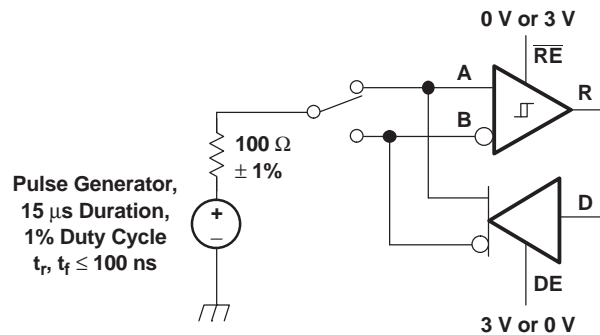 0 V or 3 V
R̅E̅
A
R
B
100 Ω
± 1%
Pulse Generator,
15 μs Duration,
1% Duty Cycle
tr, tf ≤ 100 ns
+
–
D
DE
3 V or 0 V